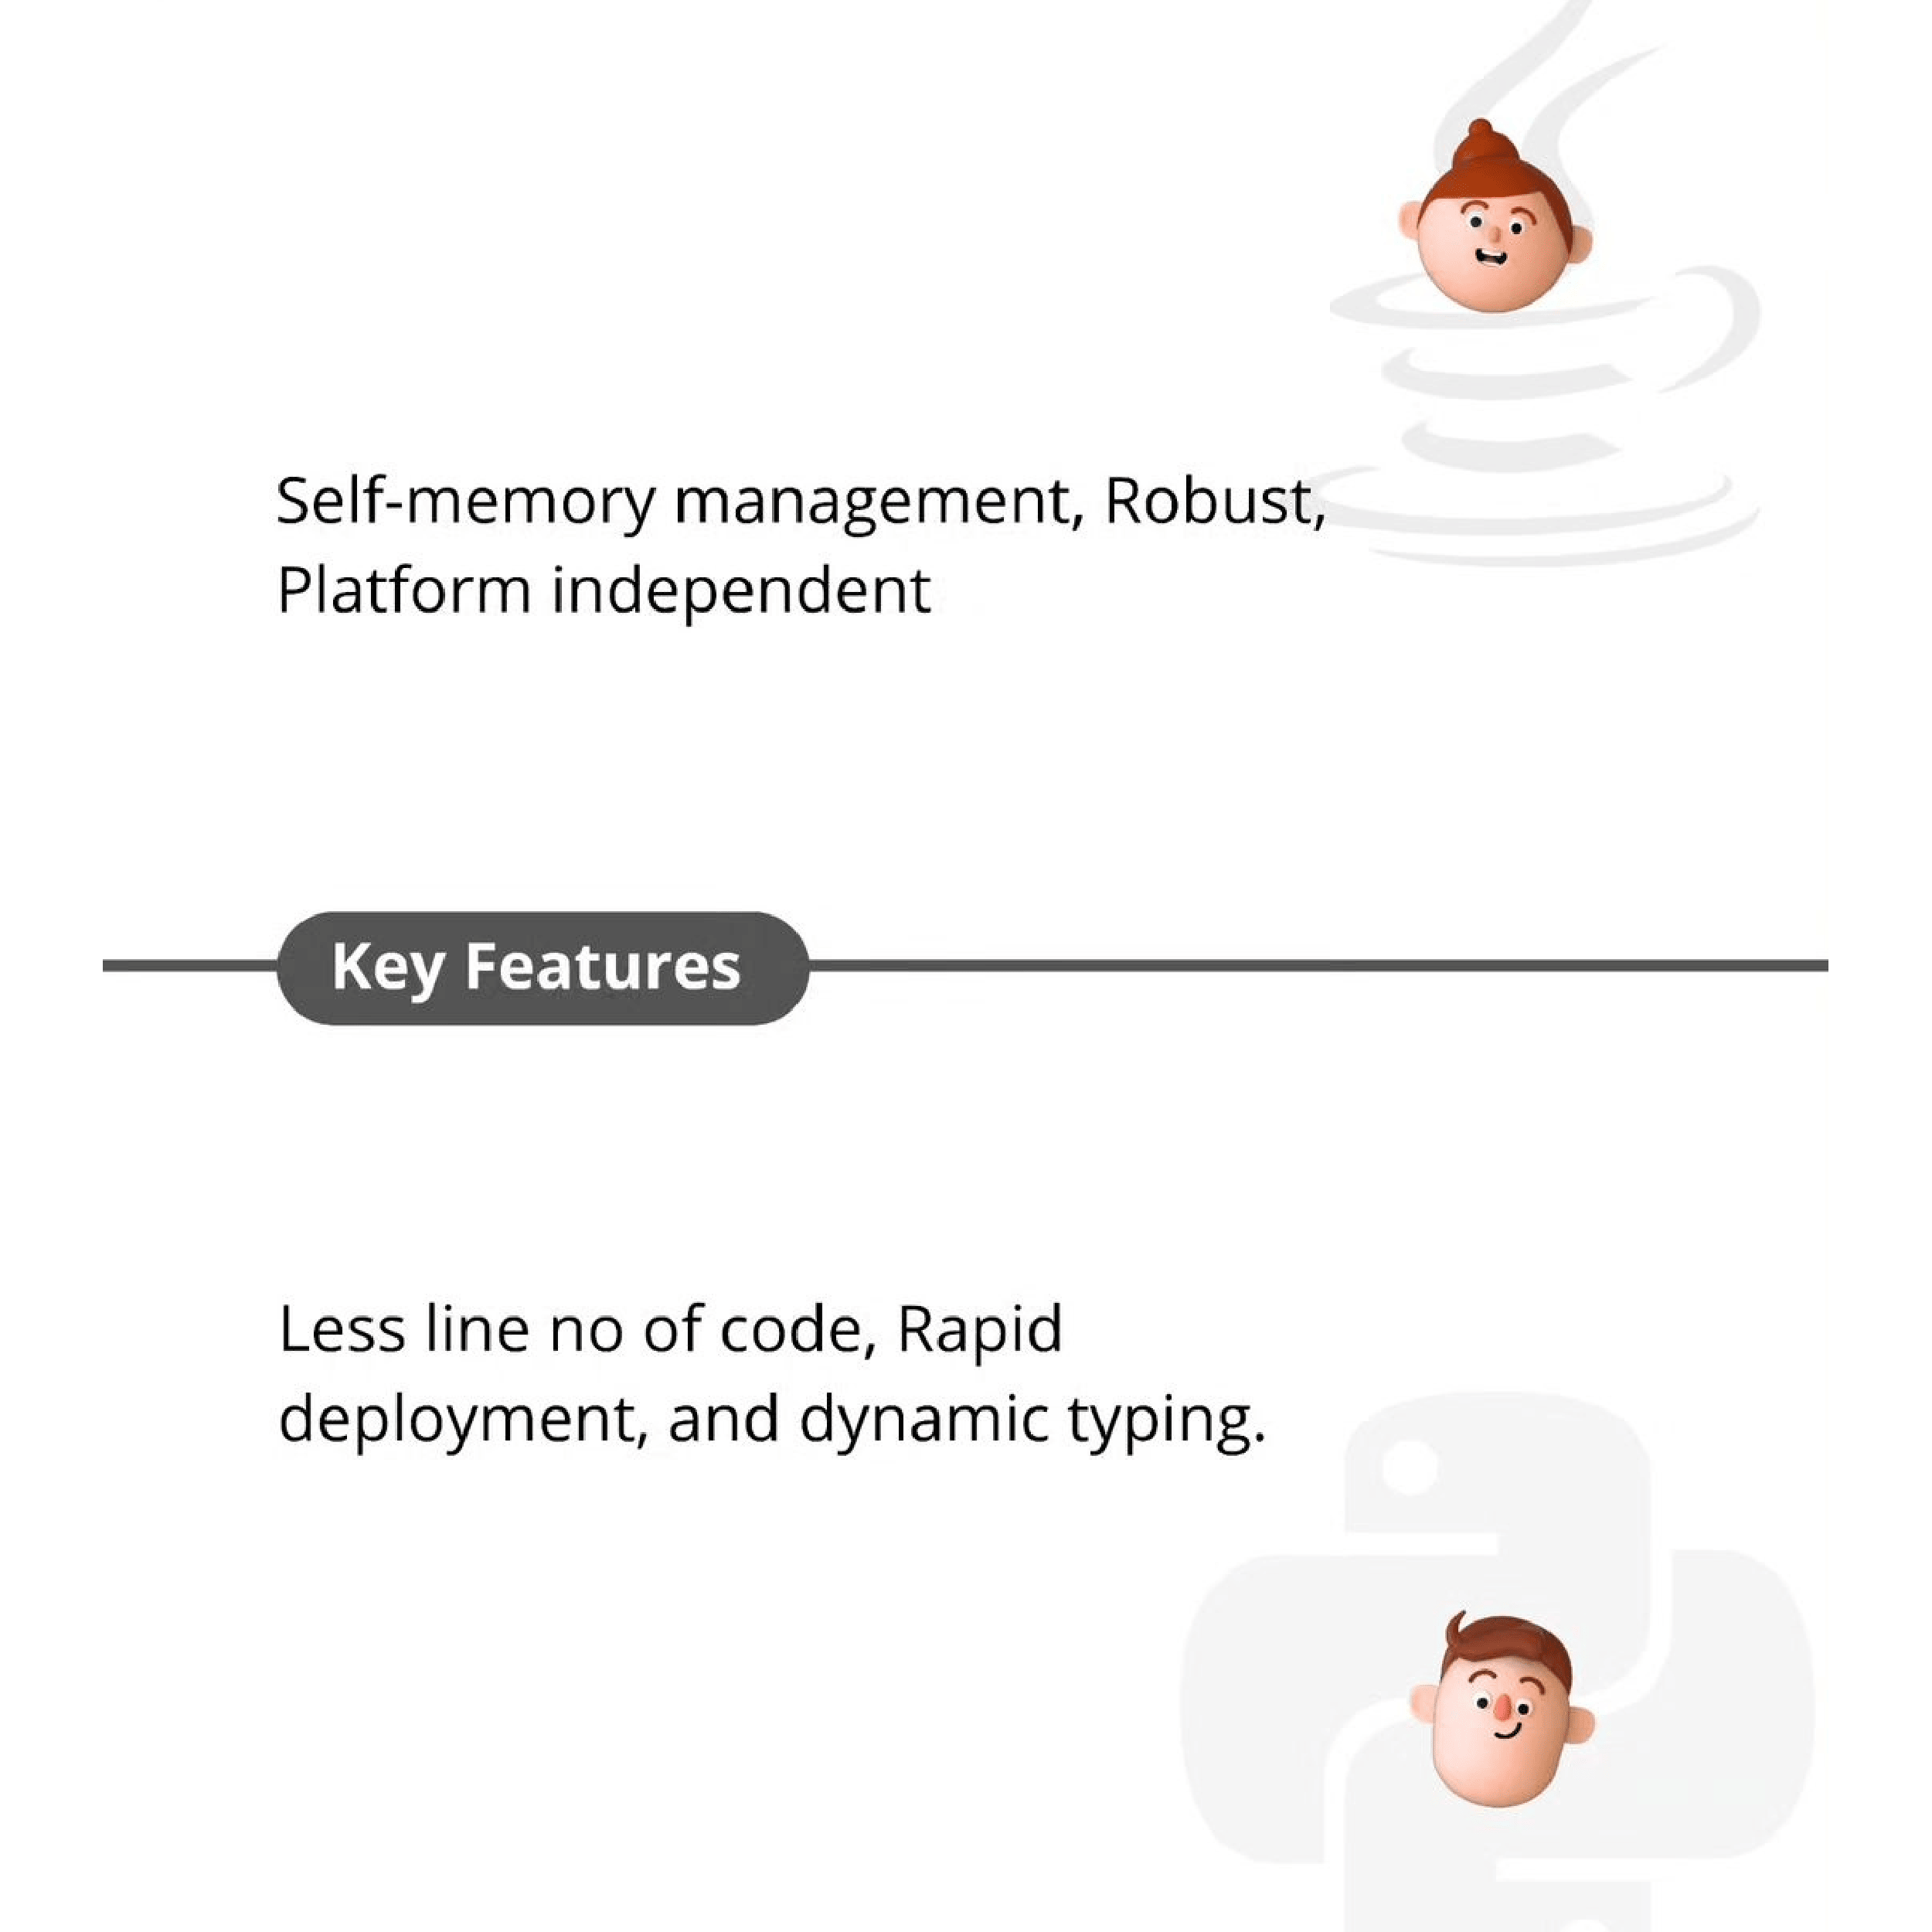 Self-memory management, Robust,
Platform independent
Key Features
Less line no of code, Rapid
deployment, and dynamic typing.